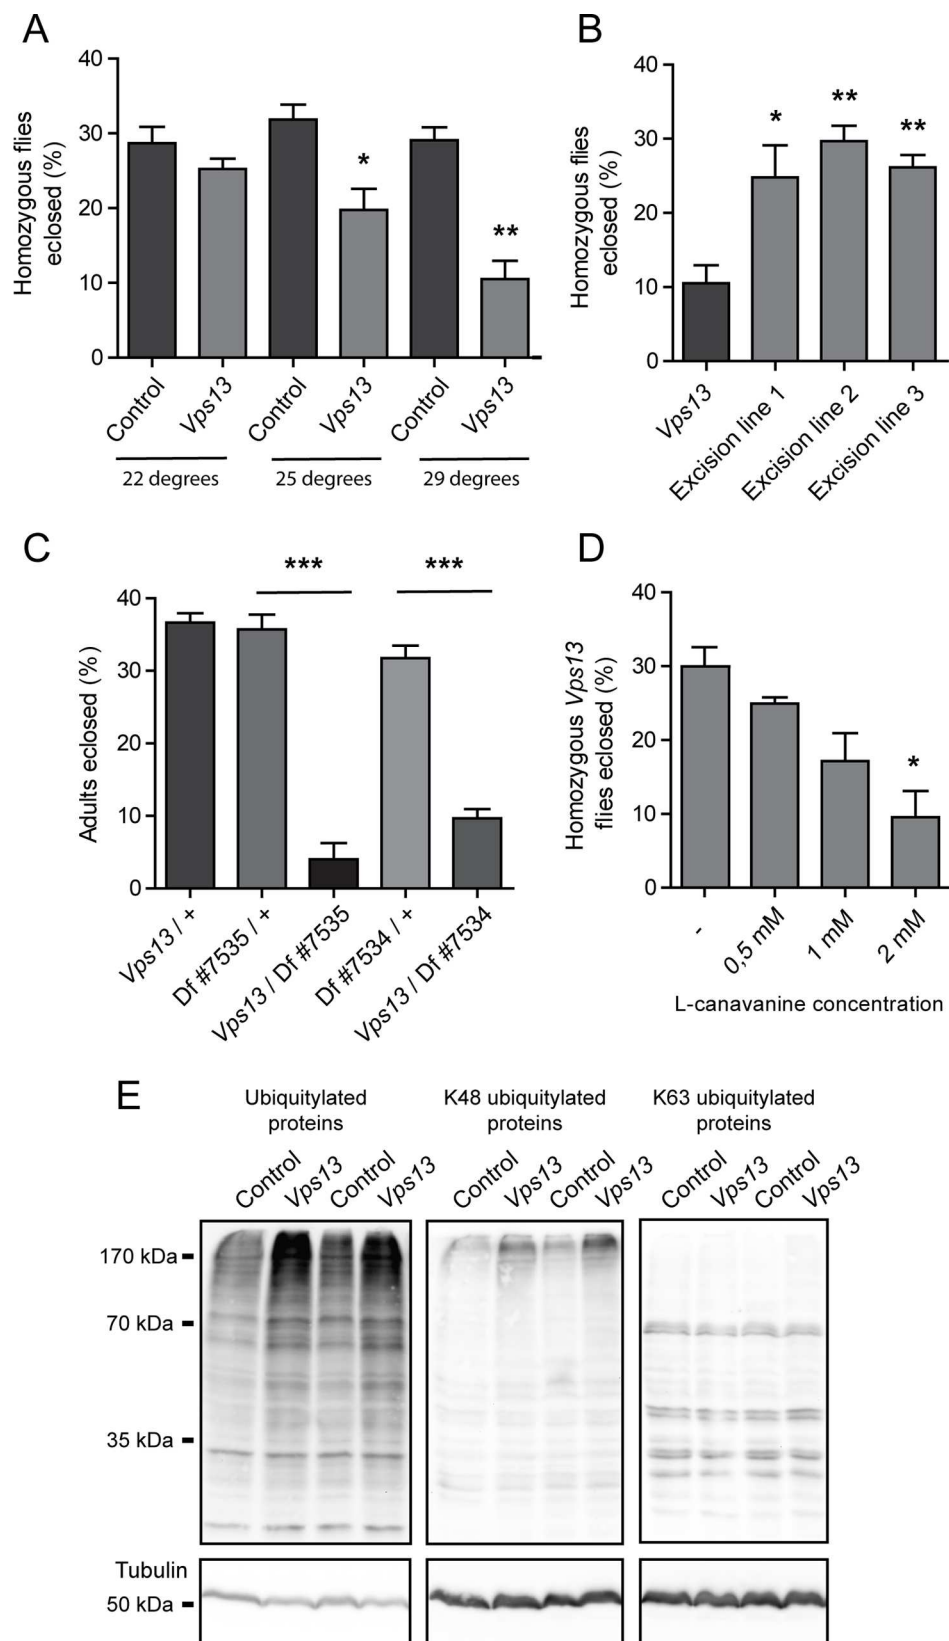 A
Homozygous flies
eclosed (%)
40
30
20
10
0
*
**
Control
Vps13
Control
Vps13
Control
Vps13
22 degrees
25 degrees
29 degrees
B
Homozygous flies
eclosed (%)
40
30
20
10
0
*
**
**
Vps13
Excision line 1
Excision line 2
Excision line 3
C
Adults eclosed (%)
40
30
20
10
0
***
***
Vps13 / +
Df #7535 / +
Vps13 / Df #7535
Df #7534 / +
Vps13 / Df #7534
D
Homozygous Vps13
flies eclosed (%)
40
30
20
10
0
*
-
0,5 mM
1 mM
2 mM
L-canavanine concentration
E
Ubiquitylated
proteins
K48 ubiquitylated
proteins
K63 ubiquitylated
proteins
Control
Vps13
Control
Vps13
Control
Vps13
Control
Vps13
Control
Vps13
Control
Vps13
170 kDa
70 kDa
35 kDa
Tubulin
50 kDa